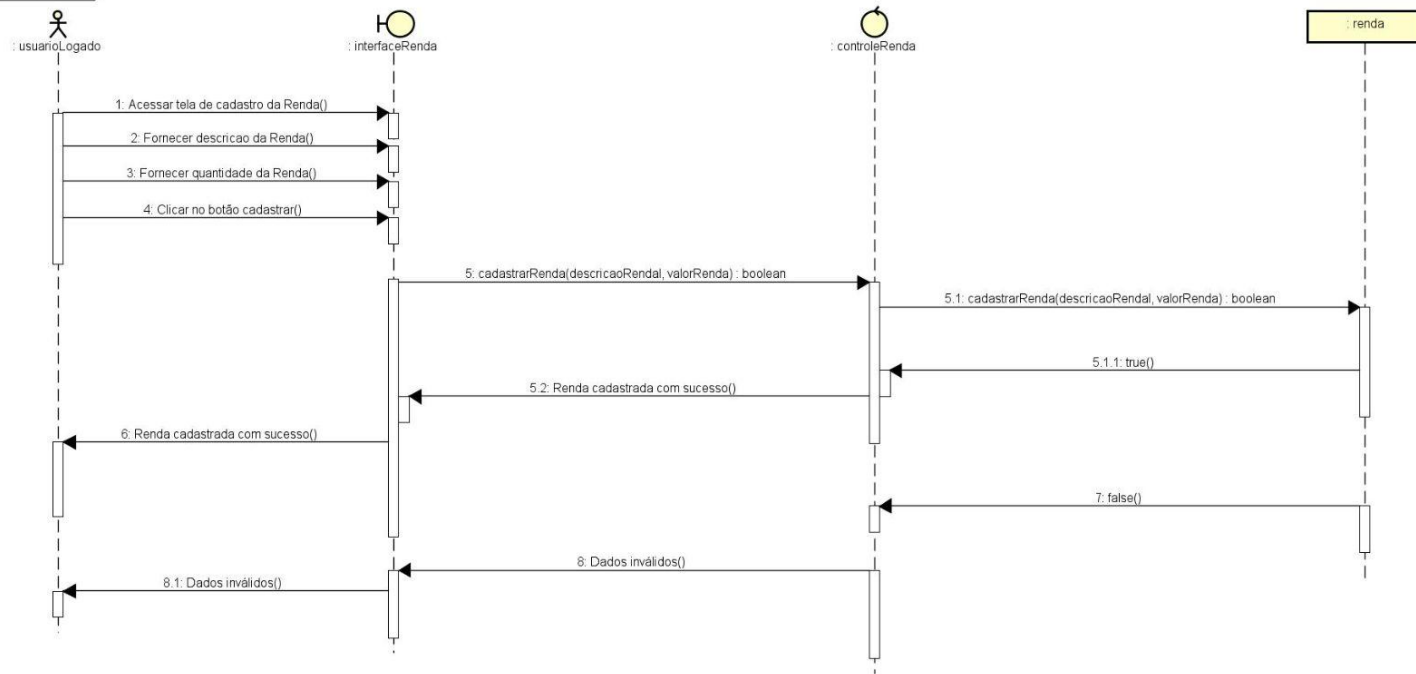 : usuarioLogado
: interfaceRenda
: controleRenda
: renda
1: Acessar tela de cadastro da Renda()
2: Fornecer descricao da Renda()
3: Fornecer quantidade da Renda()
4: Clicar no botão cadastrar()
5: cadastrarRenda(descricaoRendal, valorRenda) : boolean
5.1: cadastrarRenda(descricaoRendal, valorRenda) : boolean
5.1.1: true()
5.2: Renda cadastrada com sucesso()
6: Renda cadastrada com sucesso()
7: false()
8: Dados inválidos()
8.1: Dados inválidos()